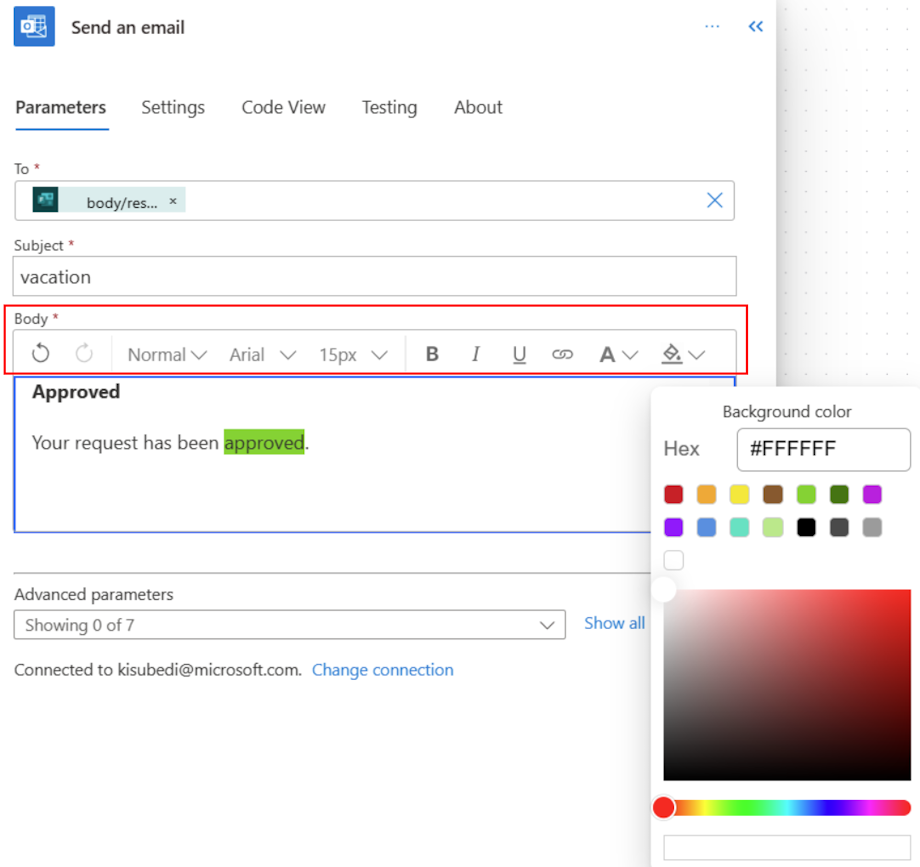 Send an email
Parameters Settings Code View Testing About
To *
body/res... ×
Subject *
vacation
Body *
Normal Arial 15px B I U A
Approved
Your request has been approved.
Background color
Hex #FFFFFF
Advanced parameters
Showing 0 of 7 Show all
Connected to kisubedi@microsoft.com. Change connection